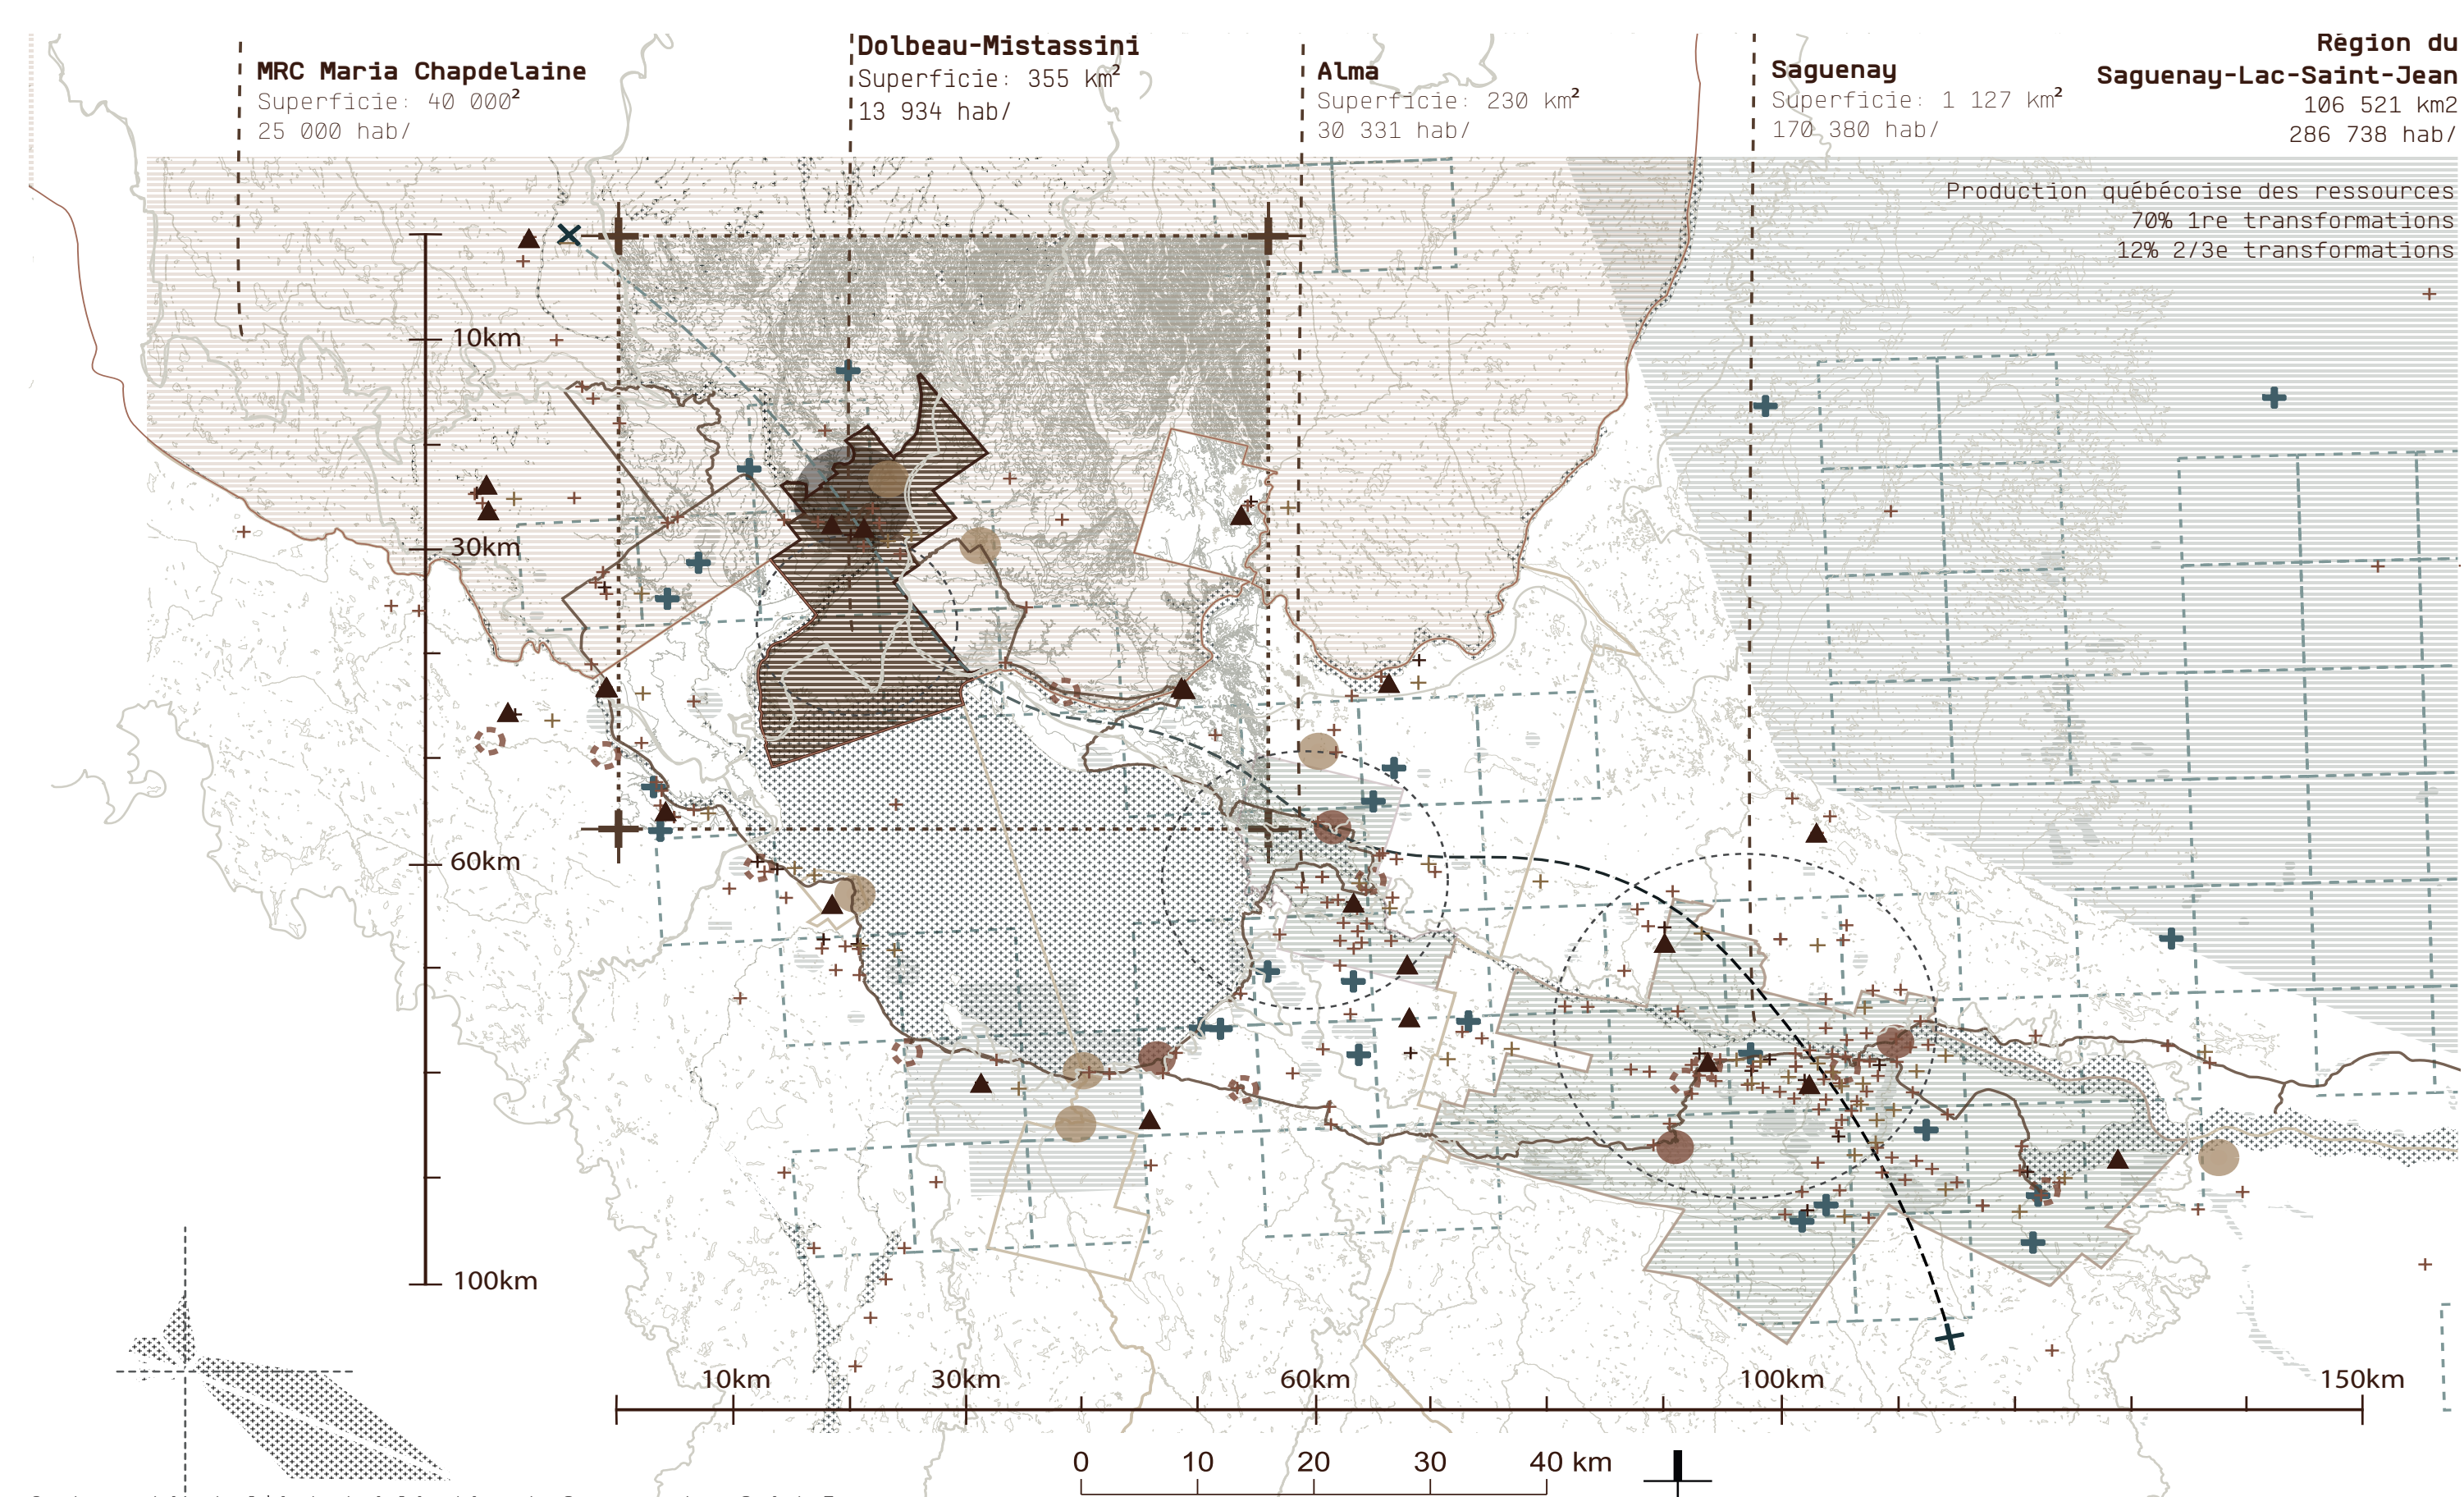 MRC Maria Chapdelaine
Superficie: 40 000²
25 000 hab/
Dolbeau-Mistassini
Superficie: 355 km²
13 934 hab/
Alma
Superficie: 230 km²
30 331 hab/
Saguenay
Superficie: 1 127 km²
170 380 hab/
Région du
Saguenay-Lac-Saint-Jean
106 521 km2
286 738 hab/
Production québécoise des ressources
70% 1re transformations
12% 2/3e transformations
10km
30km
60km
100km
10km 30km 60km 100km 150km
0 10 20 30 40 km